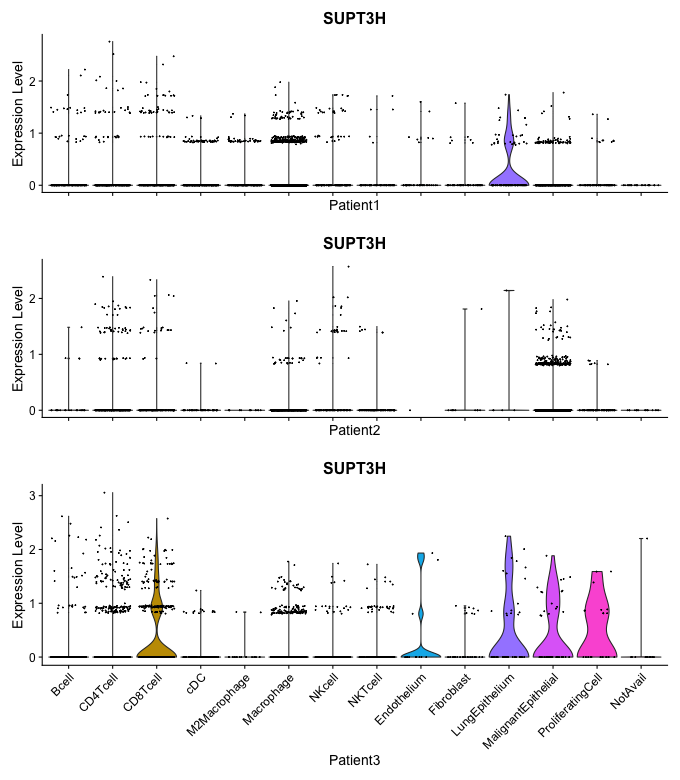 SUPT3H
Expression Level
2
1
0
Patient1
SUPT3H
Expression Level
2
1
0
Patient2
SUPT3H
Expression Level
3
2
1
0
Bcell
CD4Tcell
CD8Tcell
cDC
M2Macrophage
Macrophage
NKcell
NKTcell
Endothelium
Fibroblast
LungEpithelium
MalignantEpithelial
ProliferatingCell
NotAvail
Patient3